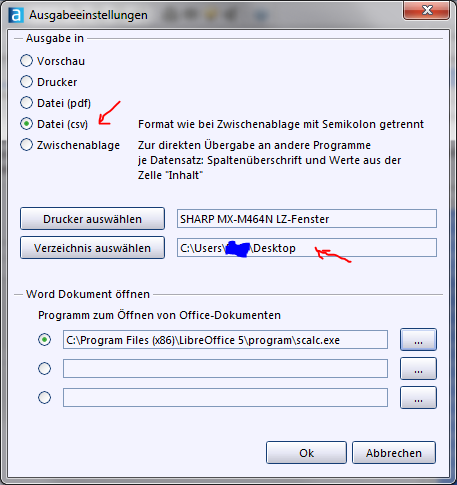 a Ausgabeeinstellungen
Ausgabe in
Vorschau
Drucker
Datei (pdf)
Datei (csv) Format wie bei Zwischenablage mit Semikolon getrennt
Zwischenablage Zur direkten Übergabe an andere Programme
je Datensatz: Spaltenüberschrift und Werte aus der
Zelle "Inhalt"
Drucker auswählen SHARP MX-M464N LZ-Fenster
Verzeichnis auswählen C:\Users\ \Desktop
Word Dokument öffnen
Programm zum Öffnen von Office-Dokumenten
C:\Program Files (x86)\LibreOffice 5\program\scalc.exe ...
...
...
Ok Abbrechen